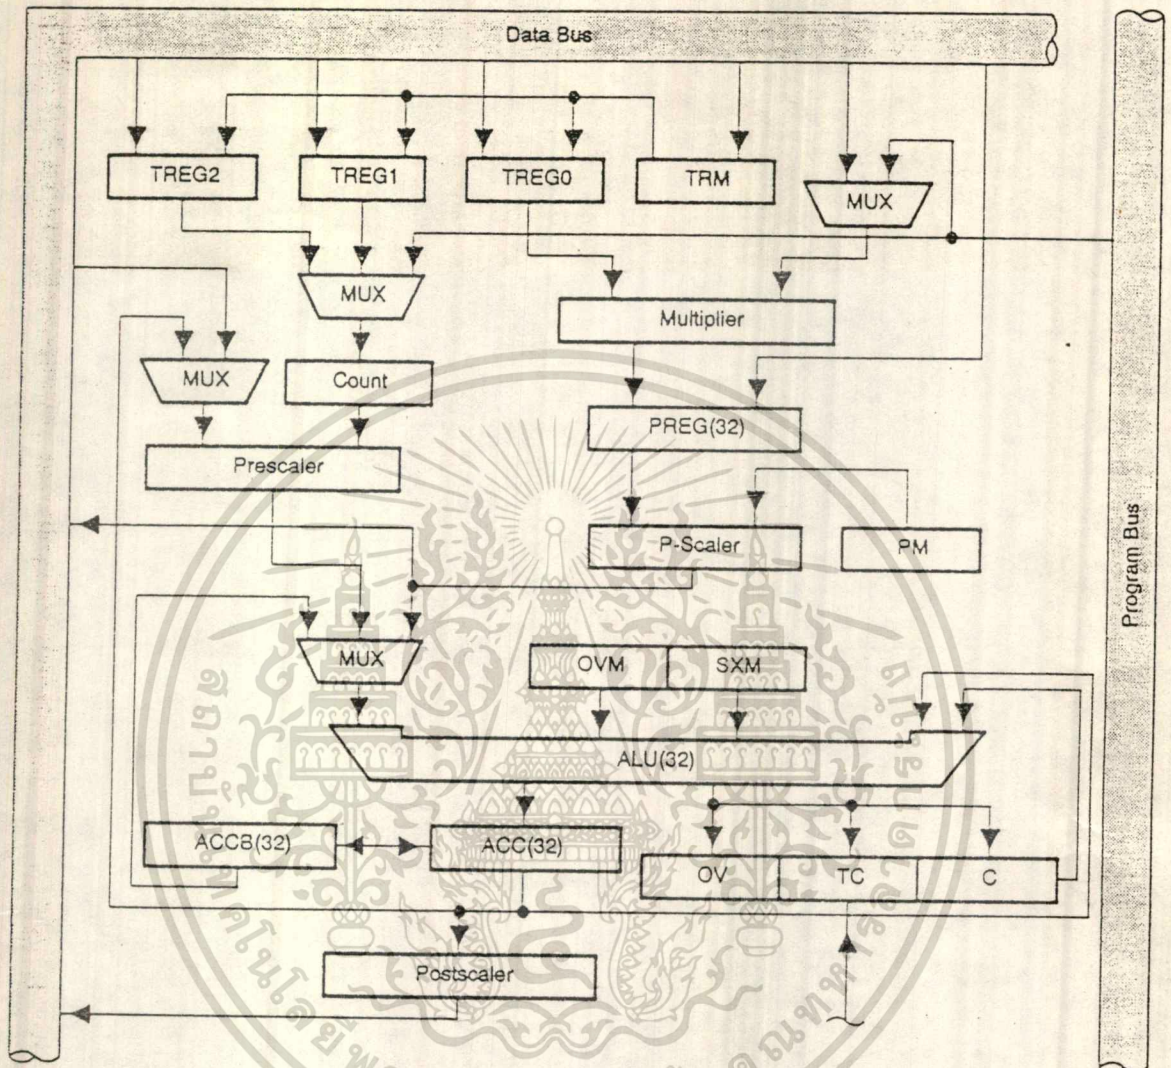 Data Bus
TREG2
TREG1
TREG0
TRM
MUX
MUX
Multiplier
MUX
Count
PREG(32)
Prescaler
P-Scaler
PM
Program Bus
MUX
OVM
SXM
ALU(32)
ACCB(32)
ACC(32)
OV
TC
C
Postscaler